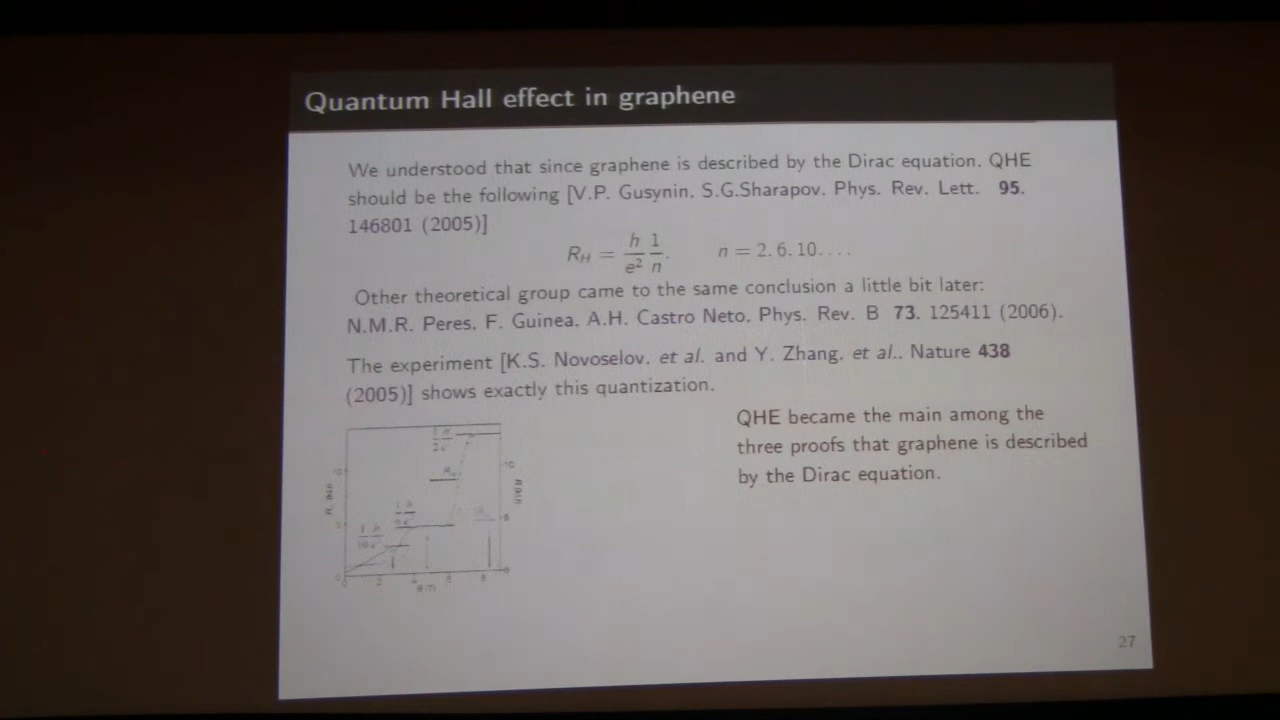 Quantum Hall effect in graphene
We understood that since graphene is described by the Dirac equation, QHE
should be the following [V.P. Gusynin, S.G.Sharapov, Phys. Rev. Lett. 95,
146801 (2005)]
R_H = h/e² 1/n, n = 2, 6, 10, ...
Other theoretical group came to the same conclusion a little bit later:
N.M.R. Peres, F. Guinea, A.H. Castro Neto, Phys. Rev. B 73, 125411 (2006).
The experiment [K.S. Novoselov, et al. and Y. Zhang, et al., Nature 438
(2005)] shows exactly this quantization.
QHE became the main among the
three proofs that graphene is described
by the Dirac equation.
27